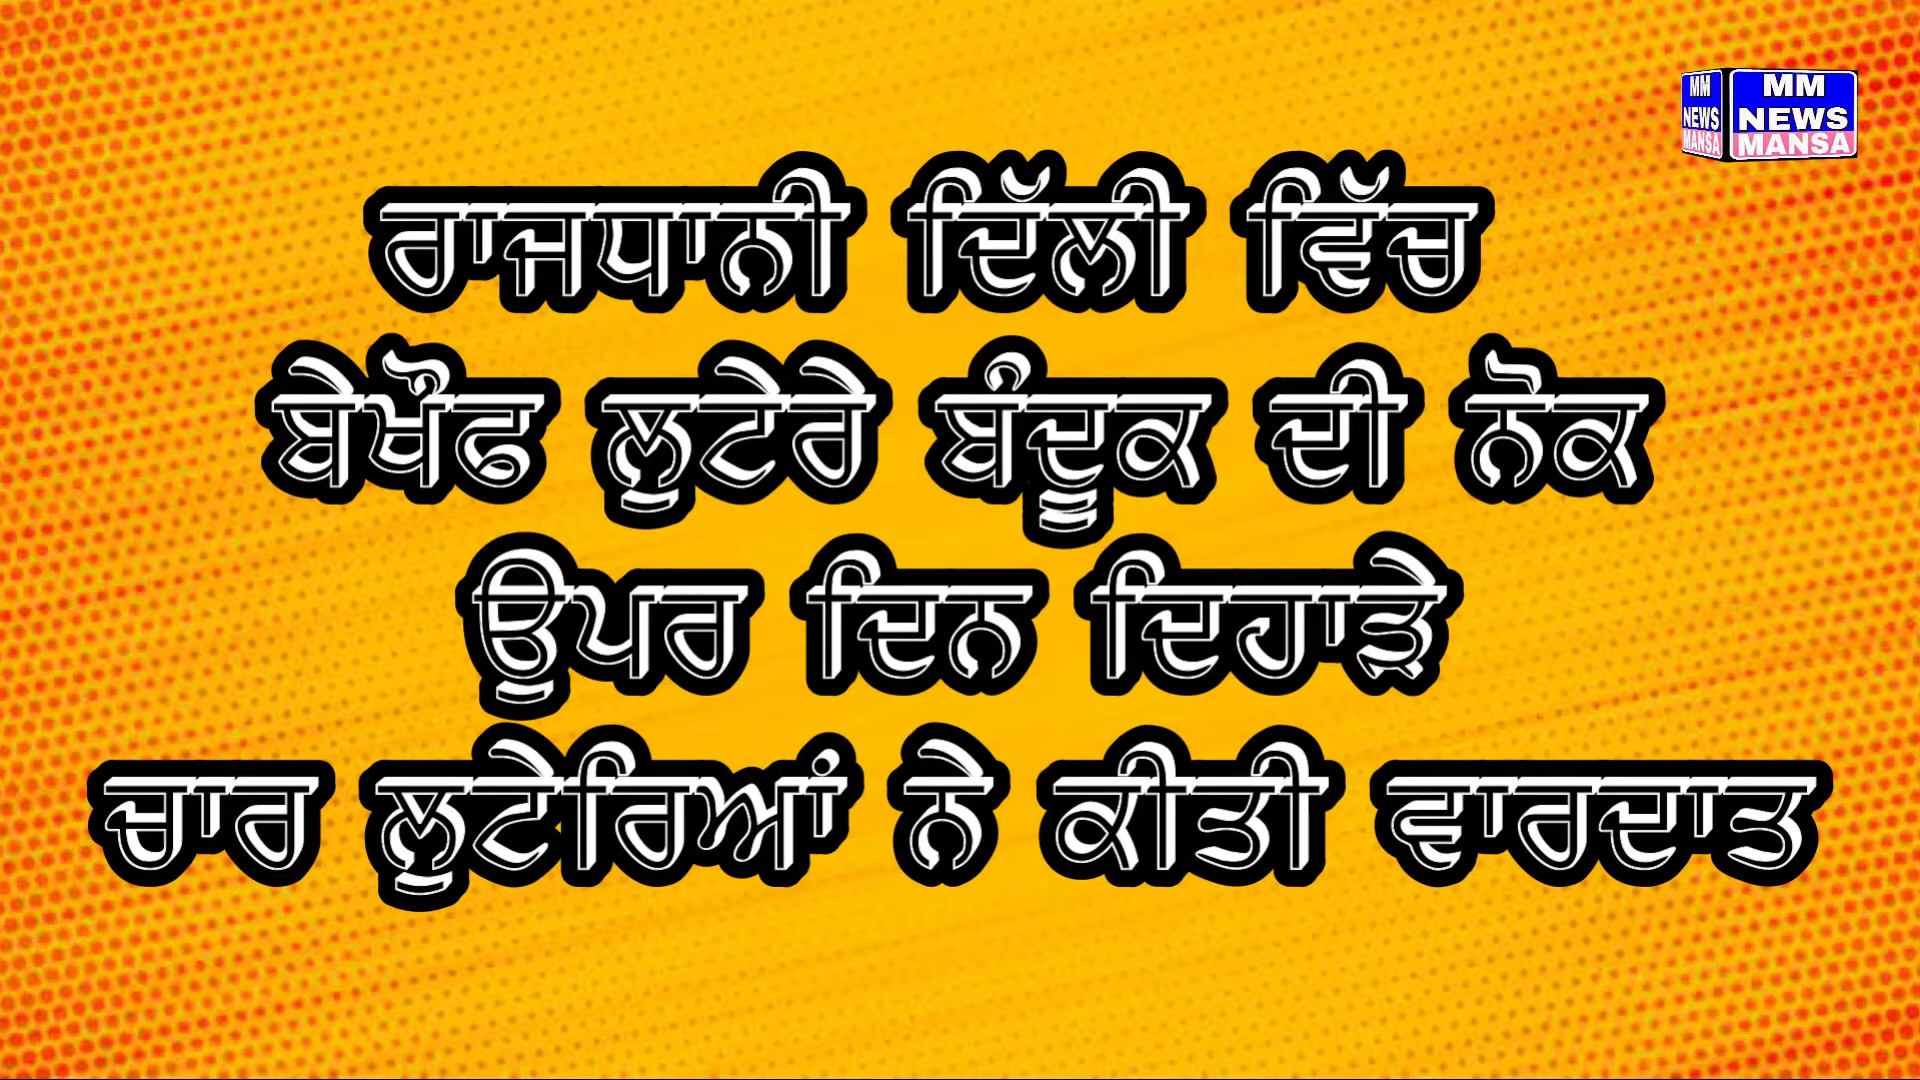 MM
NEWS
MANSA
MM
NEWS
MANSA
ਰਾਜਧਾਨੀ ਦਿੱਲੀ ਵਿੱਚ
ਬੇਖੌਫ ਲੁਟੇਰੇ ਬੰਦੂਕ ਦੀ ਨੋਕ
ਉਪਰ ਦਿਨ ਦਿਹਾੜੇ
ਚਾਰ ਲੁਟੇਰਿਆਂ ਨੇ ਕੀਤੀ ਵਾਰਦਾਤ